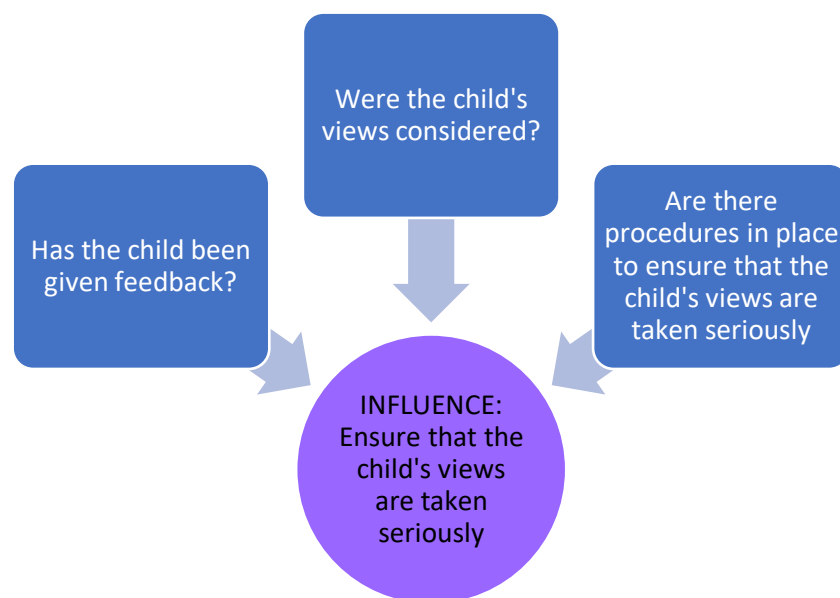 Were the child's
views considered?
Has the child been
given feedback?
Are there
procedures in place
to ensure that the
child's views are
taken seriously
INFLUENCE:
Ensure that the
child's views
are taken
seriously